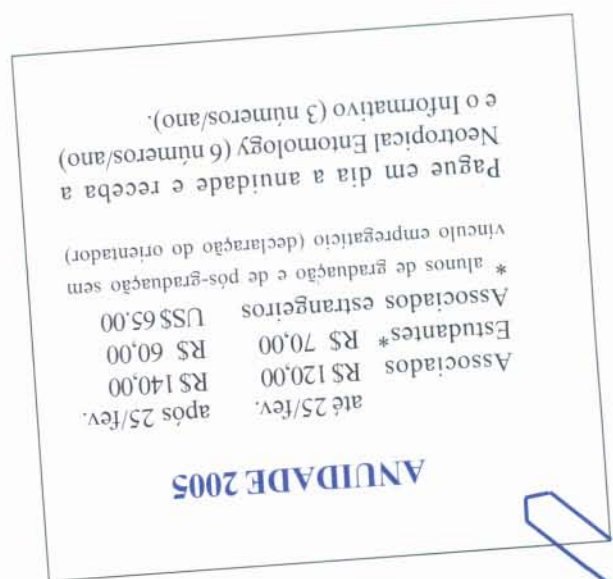 ANUIDADE 2005
até 25/fev. após 25/fev.
Associados R$ 120,00 R$ 140,00
Estudantes* R$ 70,00 R$ 60,00
Associados estrangeiros US$ 65.00
* alunos de graduação e de pós-graduação sem
vínculo empregatício (declaração do orientador)
Pague em dia a anuidade e receba a
Neotropical Entomology (6 números/ano)
e o Informativo (3 números/ano).